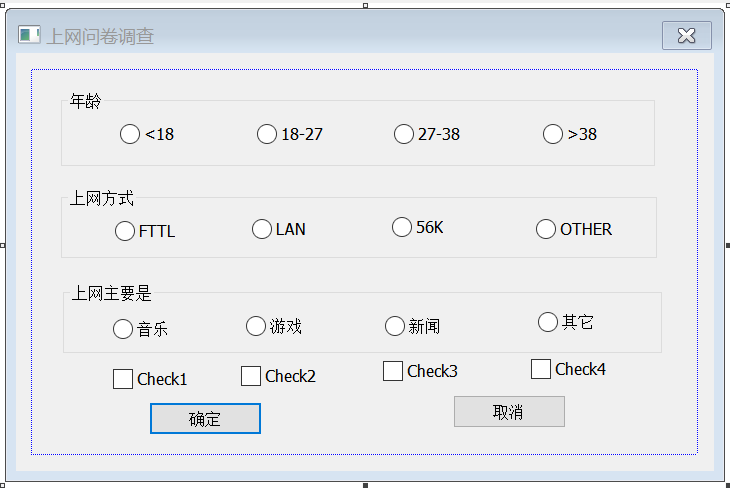 上网问卷调查
年龄
<18 18-27 27-38 >38
上网方式
FTTL LAN 56K OTHER
上网主要是
音乐 游戏 新闻 其它
Check1 Check2 Check3 Check4
确定 取消